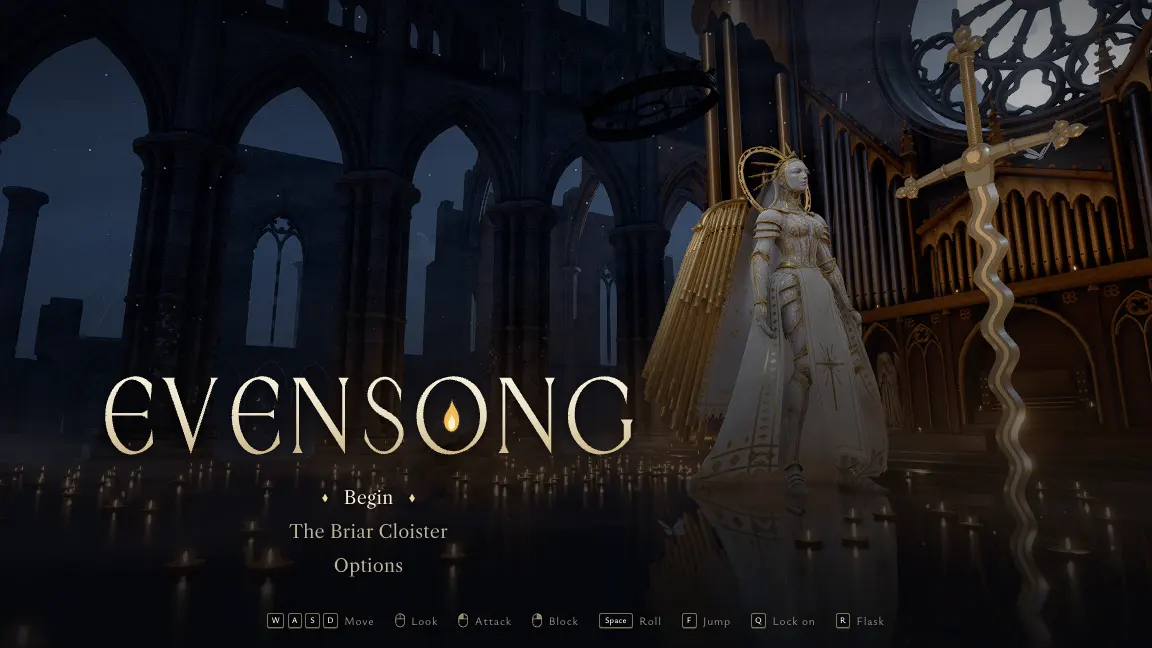 EVENSONG
Begin
The Briar Cloister
Options
W A S D Move Look Attack Block Space Roll F Jump Q Lock on R Flask